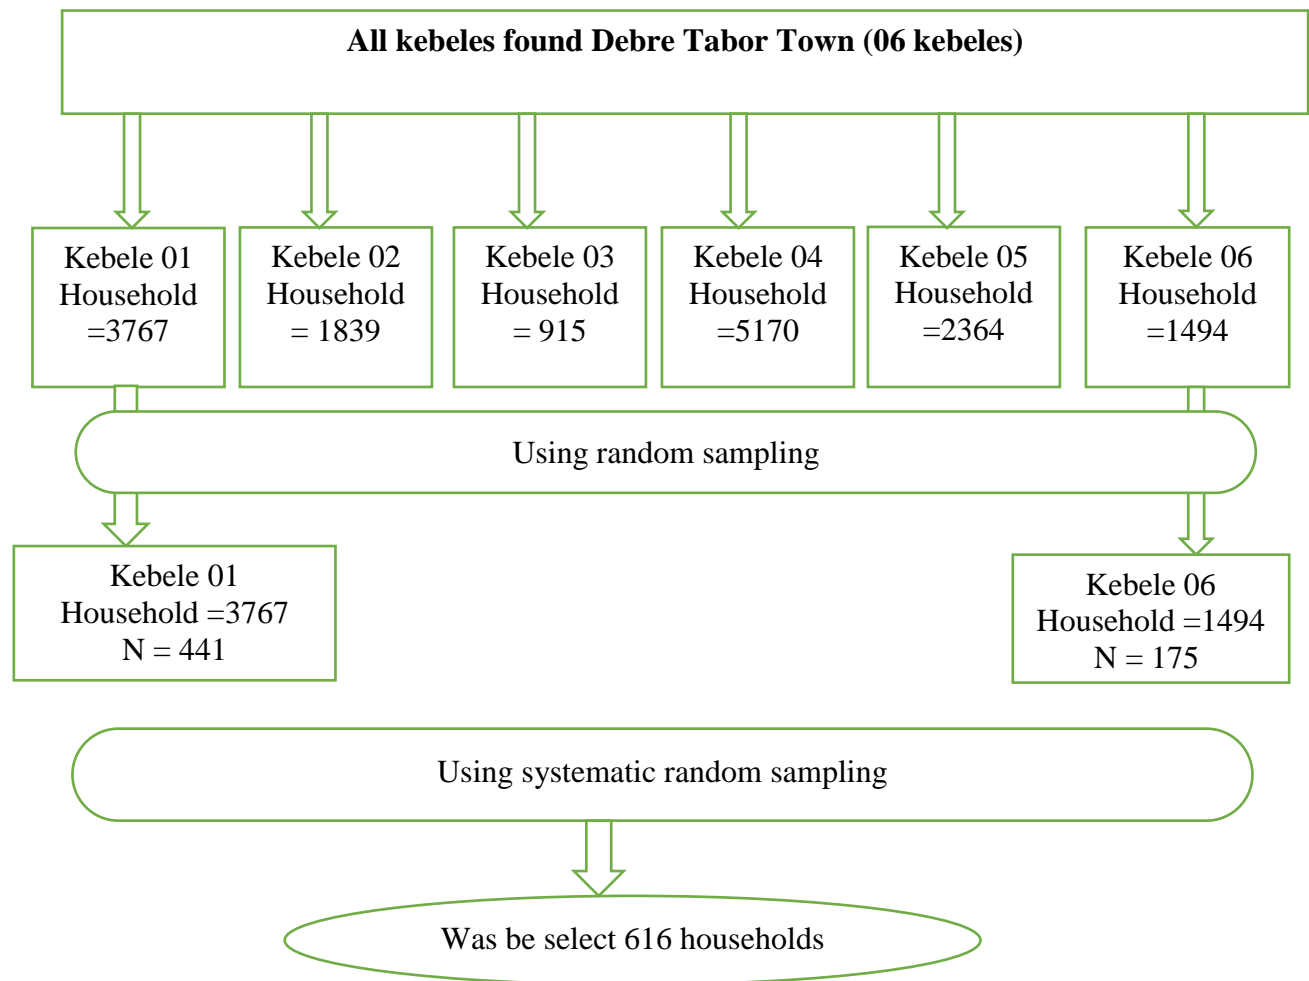 All kebeles found Debre Tabor Town (06 kebeles)
Kebele 01
Household
=3767
Kebele 02
Household
= 1839
Kebele 03
Household
= 915
Kebele 04
Household
=5170
Kebele 05
Household
=2364
Kebele 06
Household
=1494
Using random sampling
Kebele 01
Household =3767
N = 441
Kebele 06
Household =1494
N = 175
Using systematic random sampling
Was be select 616 households